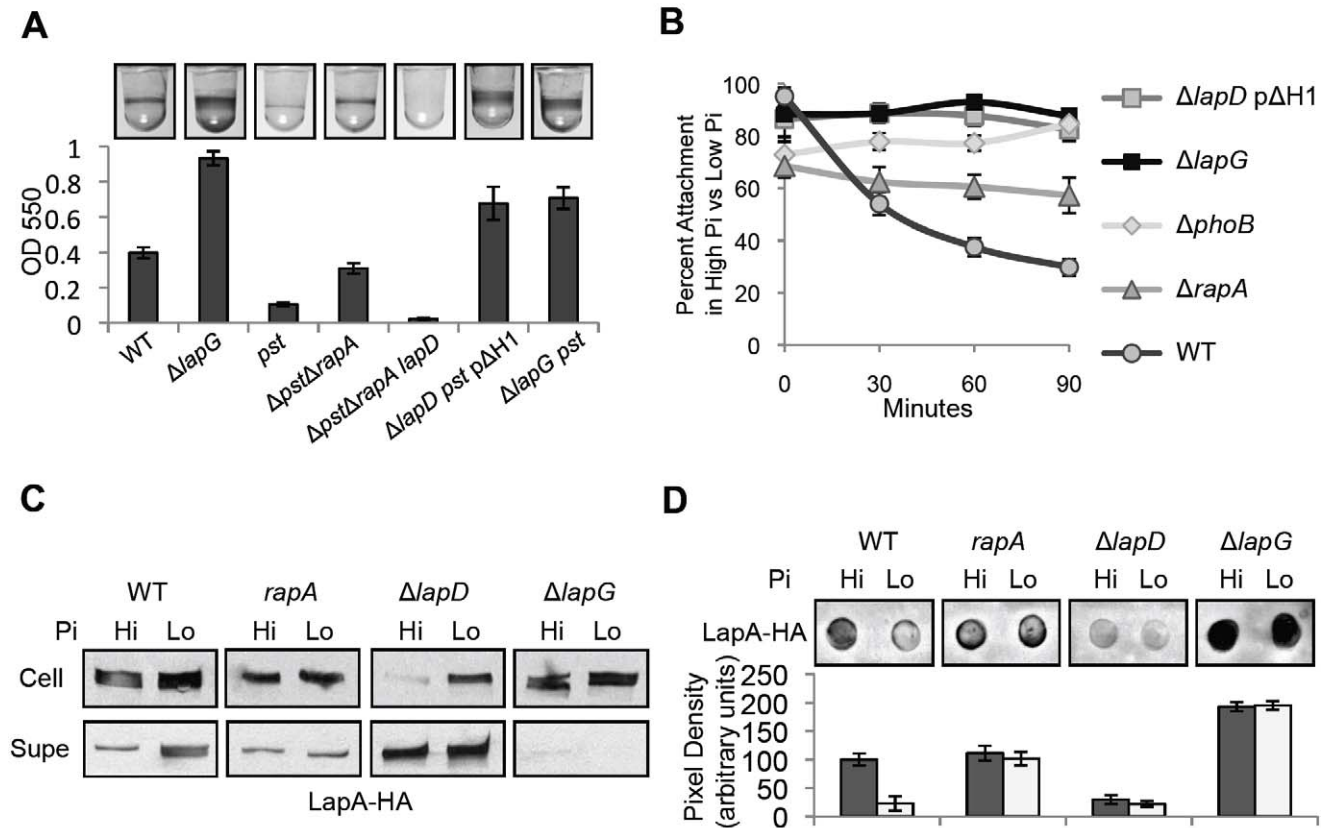 A
1
0.8
0.6
0.4
0.2
0
OD 550
WT
ΔlapG
pst
ΔpstΔrapA
ΔpstΔrapA lapD
ΔlapD pst pΔH1
ΔlapG pst
B
100
80
60
40
20
0
Percent Attachment
in High Pi vs Low Pi
0 30 60 90
Minutes
ΔlapD pΔH1
ΔlapG
ΔphoB
ΔrapA
WT
C
WT rapA ΔlapD ΔlapG
Pi Hi Lo Hi Lo Hi Lo Hi Lo
Cell
Supe
LapA-HA
D
WT rapA ΔlapD ΔlapG
Pi Hi Lo Hi Lo Hi Lo Hi Lo
LapA-HA
250
200
150
100
50
0
Pixel Density
(arbitrary units)